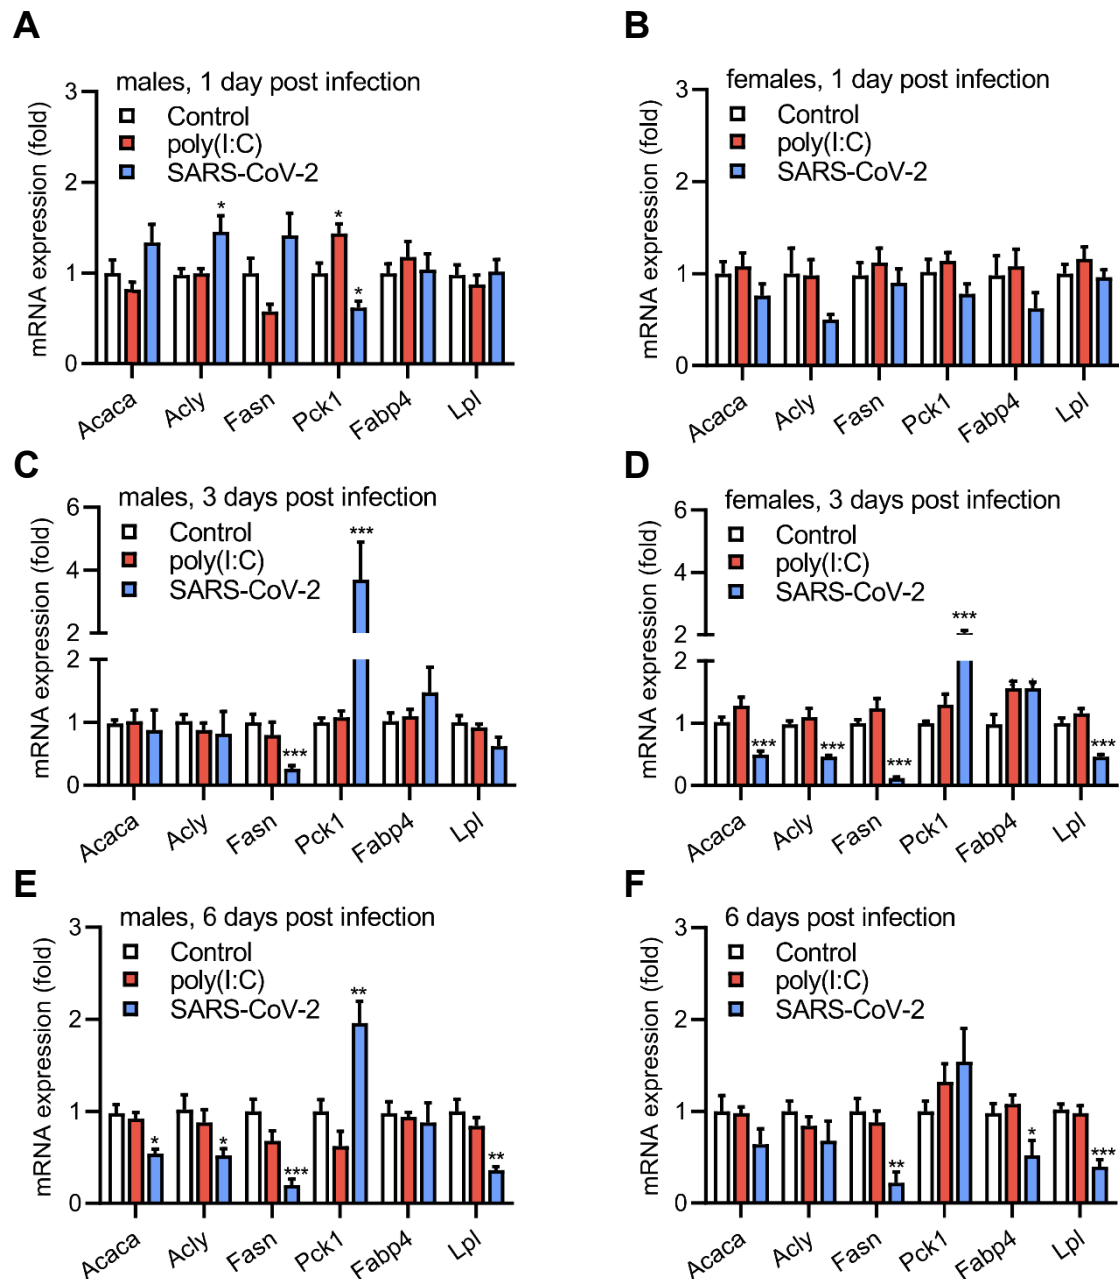 A
males, 1 day post infection
Control
poly(I:C)
SARS-CoV-2
mRNA expression (fold)
3
2
1
0
*
*
*
Acaca
Acly
Fasn
Pck1
Fabp4
Lpl
B
females, 1 day post infection
Control
poly(I:C)
SARS-CoV-2
mRNA expression (fold)
3
2
1
0
Acaca
Acly
Fasn
Pck1
Fabp4
Lpl
C
males, 3 days post infection
Control
poly(I:C)
SARS-CoV-2
mRNA expression (fold)
6
4
2
2
1
0
***
***
Acaca
Acly
Fasn
Pck1
Fabp4
Lpl
D
females, 3 days post infection
Control
poly(I:C)
SARS-CoV-2
mRNA expression (fold)
6
4
2
2
1
0
***
***
***
***
*
*
***
Acaca
Acly
Fasn
Pck1
Fabp4
Lpl
E
males, 6 days post infection
Control
poly(I:C)
SARS-CoV-2
mRNA expression (fold)
3
2
1
0
*
*
***
**
**
Acaca
Acly
Fasn
Pck1
Fabp4
Lpl
F
6 days post infection
Control
poly(I:C)
SARS-CoV-2
mRNA expression (fold)
3
2
1
0
**
*
***
Acaca
Acly
Fasn
Pck1
Fabp4
Lpl